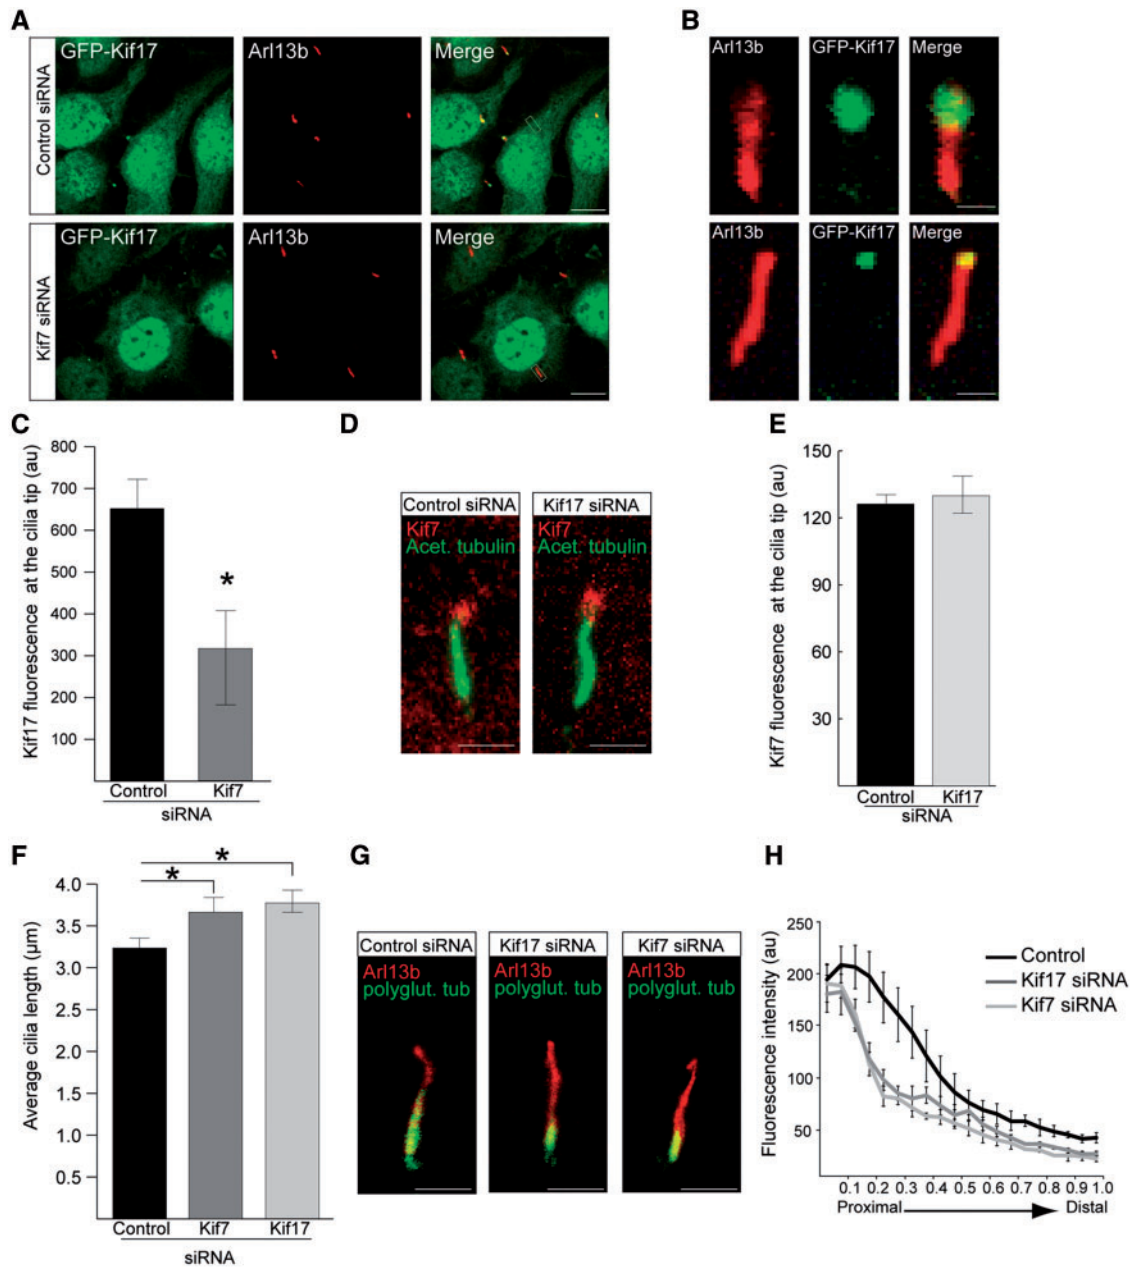 A
Control siRNA
GFP-Kif17
Arl13b
Merge
Kif7 siRNA
GFP-Kif17
Arl13b
Merge
B
Arl13b
GFP-Kif17
Merge
Arl13b
GFP-Kif17
Merge
C
Kif17 fluorescence at the cilia tip (au)
800
700
600
500
400
300
200
100
*
Control
Kif7
siRNA
D
Control siRNA
Kif7
Acet. tubulin
Kif17 siRNA
Kif7
Acet. tubulin
E
Kif7 fluorescence at the cilia tip (au)
150
120
90
60
30
Control
Kif17
siRNA
F
Average cilia length (µm)
4.0
3.5
3.0
2.0
1.5
1.0
0.5
*
*
Control
Kif7
Kif17
siRNA
G
Control siRNA
Arl13b
polyglut. tub
Kif17 siRNA
Arl13b
polyglut. tub
Kif7 siRNA
Arl13b
polyglut. tub
H
Fluorescence intensity (au)
250
200
150
100
50
Control
Kif17 siRNA
Kif7 siRNA
0.1 0.2 0.3 0.4 0.5 0.6 0.7 0.8 0.9 1.0
Proximal
Distal